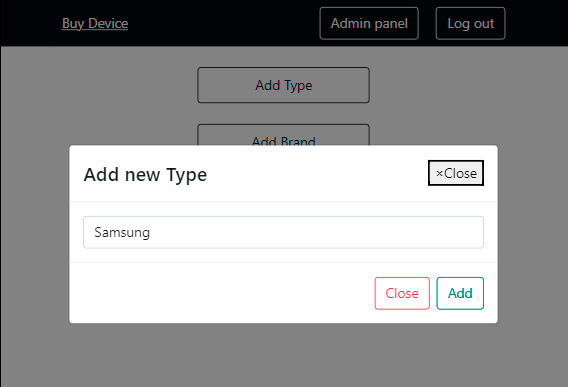 Buy Device Admin panel Log out
Add Type
Add Brand
Add new Type ×Close
Samsung
Close Add